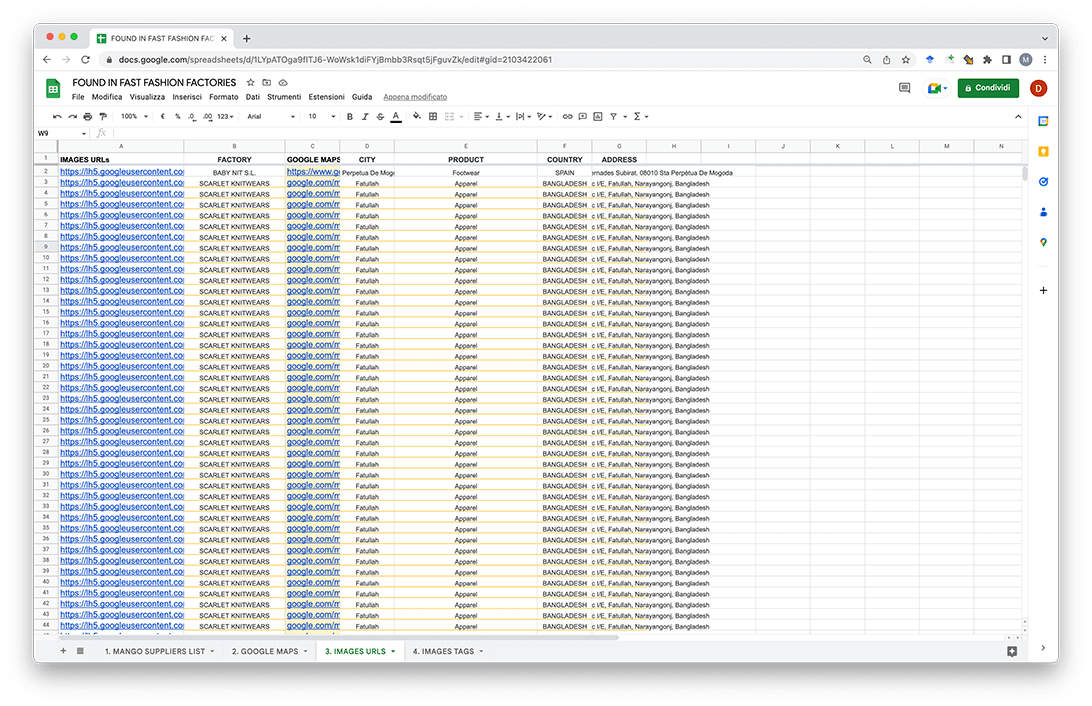 FOUND IN FAST FASHION FAC
docs.google.com/spreadsheets/d/1LYpATOga9fITJ6-WoWsk1diFYjBmbb3Rsqt5jFguvZk/edit#gid=2103422061
M
FOUND IN FAST FASHION FACTORIES
File Modifica Visualizza Inserisci Formato Dati Strumenti Estensioni Guida Appena modificato
Condividi
D
100% € % .0 .00 123 Arial 10 B I S A
W9 fx
A B C D E F G H I J K L M N
1 IMAGES URLs FACTORY GOOGLE MAPS CITY PRODUCT COUNTRY ADDRESS
2 https://lh5.googleusercontent.co BABY NIT S.L. https://www.go Perpetua De Mogo Footwear SPAIN ornades Subirat. 08010 Sta Perpètua De Mogoda
3 https://lh5.googleusercontent.co SCARLET KNITWEARS google.com/m Fatullah Apparel BANGLADESH c I/E, Fatullah, Narayangonj, Bangladesh
4 https://lh5.googleusercontent.co SCARLET KNITWEARS google.com/m Fatullah Apparel BANGLADESH c I/E, Fatullah, Narayangonj, Bangladesh
5 https://lh5.googleusercontent.co SCARLET KNITWEARS google.com/m Fatullah Apparel BANGLADESH c I/E, Fatullah, Narayangonj, Bangladesh
6 https://lh5.googleusercontent.co SCARLET KNITWEARS google.com/m Fatullah Apparel BANGLADESH c I/E, Fatullah, Narayangonj, Bangladesh
7 https://lh5.googleusercontent.co SCARLET KNITWEARS google.com/m Fatullah Apparel BANGLADESH c I/E, Fatullah, Narayangonj, Bangladesh
8 https://lh5.googleusercontent.co SCARLET KNITWEARS google.com/m Fatullah Apparel BANGLADESH c I/E, Fatullah, Narayangonj, Bangladesh
9 https://lh5.googleusercontent.co SCARLET KNITWEARS google.com/m Fatullah Apparel BANGLADESH c I/E, Fatullah, Narayangonj, Bangladesh
10 https://lh5.googleusercontent.co SCARLET KNITWEARS google.com/m Fatullah Apparel BANGLADESH c I/E, Fatullah, Narayangonj, Bangladesh
11 https://lh5.googleusercontent.co SCARLET KNITWEARS google.com/m Fatullah Apparel BANGLADESH c I/E, Fatullah, Narayangonj, Bangladesh
12 https://lh5.googleusercontent.co SCARLET KNITWEARS google.com/m Fatullah Apparel BANGLADESH c I/E, Fatullah, Narayangonj, Bangladesh
13 https://lh5.googleusercontent.co SCARLET KNITWEARS google.com/m Fatullah Apparel BANGLADESH c I/E, Fatullah, Narayangonj, Bangladesh
14 https://lh5.googleusercontent.co SCARLET KNITWEARS google.com/m Fatullah Apparel BANGLADESH c I/E, Fatullah, Narayangonj, Bangladesh
15 https://lh5.googleusercontent.co SCARLET KNITWEARS google.com/m Fatullah Apparel BANGLADESH c I/E, Fatullah, Narayangonj, Bangladesh
16 https://lh5.googleusercontent.co SCARLET KNITWEARS google.com/m Fatullah Apparel BANGLADESH c I/E, Fatullah, Narayangonj, Bangladesh
17 https://lh5.googleusercontent.co SCARLET KNITWEARS google.com/m Fatullah Apparel BANGLADESH c I/E, Fatullah, Narayangonj, Bangladesh
18 https://lh5.googleusercontent.co SCARLET KNITWEARS google.com/m Fatullah Apparel BANGLADESH c I/E, Fatullah, Narayangonj, Bangladesh
19 https://lh5.googleusercontent.co SCARLET KNITWEARS google.com/m Fatullah Apparel BANGLADESH c I/E, Fatullah, Narayangonj, Bangladesh
20 https://lh5.googleusercontent.co SCARLET KNITWEARS google.com/m Fatullah Apparel BANGLADESH c I/E, Fatullah, Narayangonj, Bangladesh
21 https://lh5.googleusercontent.co SCARLET KNITWEARS google.com/m Fatullah Apparel BANGLADESH c I/E, Fatullah, Narayangonj, Bangladesh
22 https://lh5.googleusercontent.co SCARLET KNITWEARS google.com/m Fatullah Apparel BANGLADESH c I/E, Fatullah, Narayangonj, Bangladesh
23 https://lh5.googleusercontent.co SCARLET KNITWEARS google.com/m Fatullah Apparel BANGLADESH c I/E, Fatullah, Narayangonj, Bangladesh
24 https://lh5.googleusercontent.co SCARLET KNITWEARS google.com/m Fatullah Apparel BANGLADESH c I/E, Fatullah, Narayangonj, Bangladesh
25 https://lh5.googleusercontent.co SCARLET KNITWEARS google.com/m Fatullah Apparel BANGLADESH c I/E, Fatullah, Narayangonj, Bangladesh
26 https://lh5.googleusercontent.co SCARLET KNITWEARS google.com/m Fatullah Apparel BANGLADESH c I/E, Fatullah, Narayangonj, Bangladesh
27 https://lh5.googleusercontent.co SCARLET KNITWEARS google.com/m Fatullah Apparel BANGLADESH c I/E, Fatullah, Narayangonj, Bangladesh
28 https://lh5.googleusercontent.co SCARLET KNITWEARS google.com/m Fatullah Apparel BANGLADESH c I/E, Fatullah, Narayangonj, Bangladesh
29 https://lh5.googleusercontent.co SCARLET KNITWEARS google.com/m Fatullah Apparel BANGLADESH c I/E, Fatullah, Narayangonj, Bangladesh
30 https://lh5.googleusercontent.co SCARLET KNITWEARS google.com/m Fatullah Apparel BANGLADESH c I/E, Fatullah, Narayangonj, Bangladesh
31 https://lh5.googleusercontent.co SCARLET KNITWEARS google.com/m Fatullah Apparel BANGLADESH c I/E, Fatullah, Narayangonj, Bangladesh
32 https://lh5.googleusercontent.co SCARLET KNITWEARS google.com/m Fatullah Apparel BANGLADESH c I/E, Fatullah, Narayangonj, Bangladesh
33 https://lh5.googleusercontent.co SCARLET KNITWEARS google.com/m Fatullah Apparel BANGLADESH c I/E, Fatullah, Narayangonj, Bangladesh
34 https://lh5.googleusercontent.co SCARLET KNITWEARS google.com/m Fatullah Apparel BANGLADESH c I/E, Fatullah, Narayangonj, Bangladesh
35 https://lh5.googleusercontent.co SCARLET KNITWEARS google.com/m Fatullah Apparel BANGLADESH c I/E, Fatullah, Narayangonj, Bangladesh
36 https://lh5.googleusercontent.co SCARLET KNITWEARS google.com/m Fatullah Apparel BANGLADESH c I/E, Fatullah, Narayangonj, Bangladesh
37 https://lh5.googleusercontent.co SCARLET KNITWEARS google.com/m Fatullah Apparel BANGLADESH c I/E, Fatullah, Narayangonj, Bangladesh
38 https://lh5.googleusercontent.co SCARLET KNITWEARS google.com/m Fatullah Apparel BANGLADESH c I/E, Fatullah, Narayangonj, Bangladesh
39 https://lh5.googleusercontent.co SCARLET KNITWEARS google.com/m Fatullah Apparel BANGLADESH c I/E, Fatullah, Narayangonj, Bangladesh
40 https://lh5.googleusercontent.co SCARLET KNITWEARS google.com/m Fatullah Apparel BANGLADESH c I/E, Fatullah, Narayangonj, Bangladesh
41 https://lh5.googleusercontent.co SCARLET KNITWEARS google.com/m Fatullah Apparel BANGLADESH c I/E, Fatullah, Narayangonj, Bangladesh
42 https://lh5.googleusercontent.co SCARLET KNITWEARS google.com/m Fatullah Apparel BANGLADESH c I/E, Fatullah, Narayangonj, Bangladesh
43 https://lh5.googleusercontent.co SCARLET KNITWEARS google.com/m Fatullah Apparel BANGLADESH c I/E, Fatullah, Narayangonj, Bangladesh
44 https://lh5.googleusercontent.co SCARLET KNITWEARS google.com/m Fatullah Apparel BANGLADESH c I/E, Fatullah, Narayangonj, Bangladesh
1. MANGO SUPPLIERS LIST 2. GOOGLE MAPS 3. IMAGES URLS 4. IMAGES TAGS